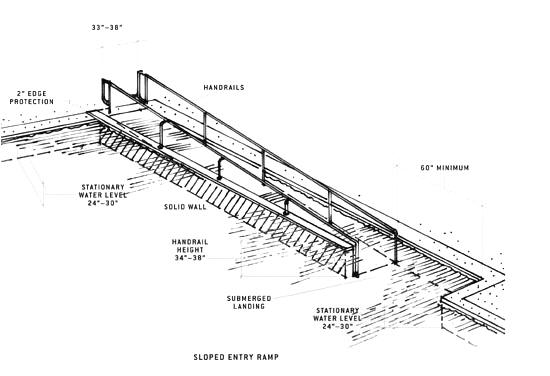 33"–38"
HANDRAILS
2" EDGE
PROTECTION
60" MINIMUM
STATIONARY
WATER LEVEL
24"–30"
SOLID WALL
HANDRAIL
HEIGHT
34"–38"
SUBMERGED
LANDING
STATIONARY
WATER LEVEL
24"–30"
SLOPED ENTRY RAMP